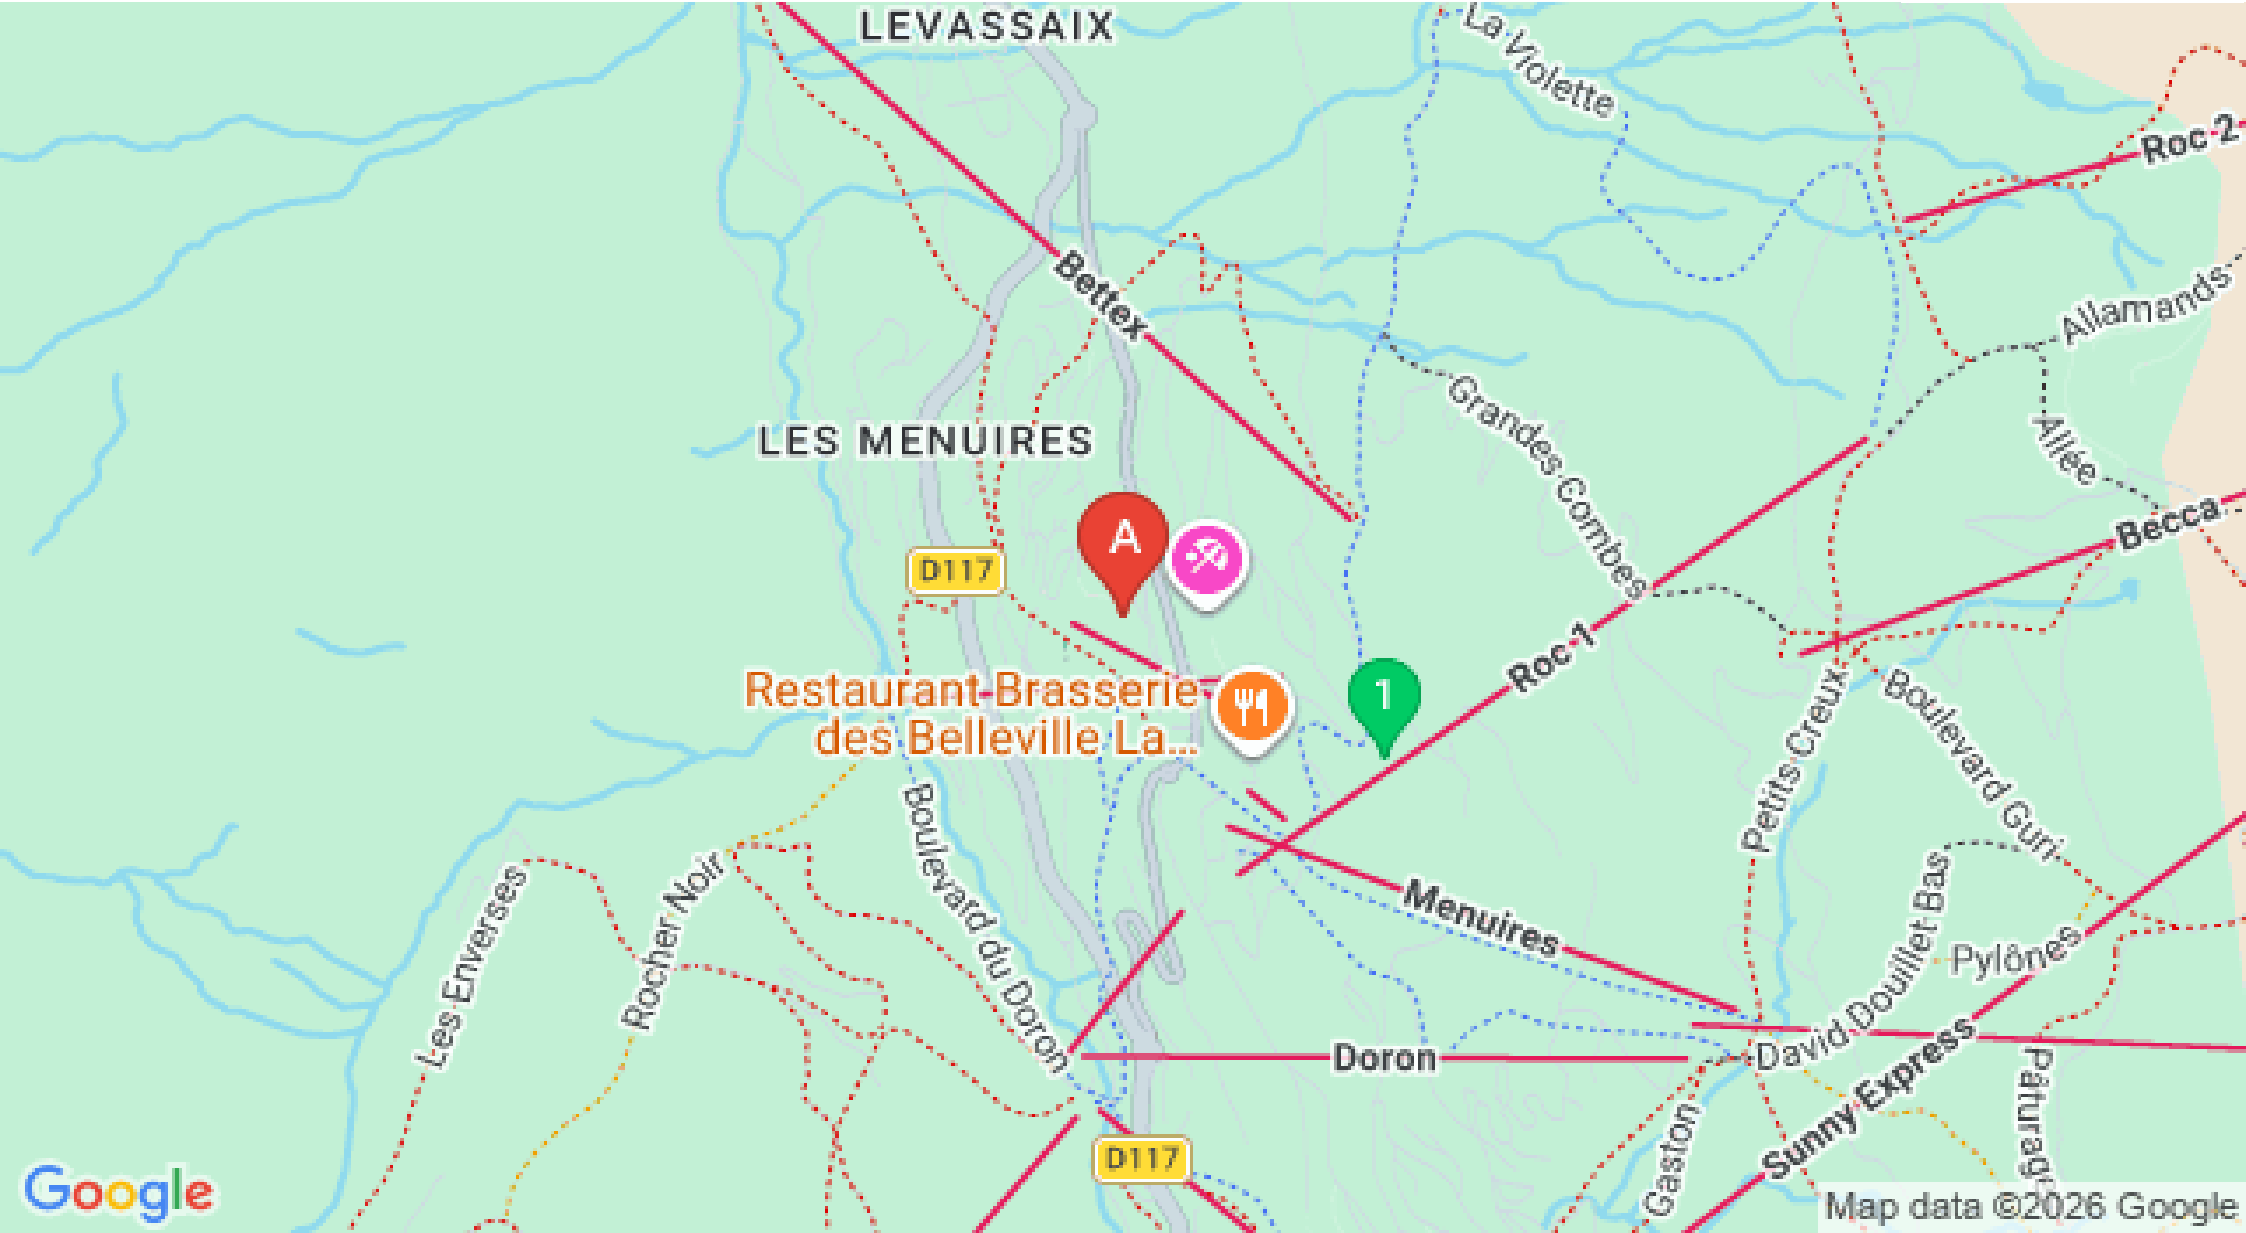 LEVASSAIX
La Violette
Roc 2
Bettex
Allamands
Grandes Combes
Allée
LES MENUIRES
Becca
A
D117
Roc 1
1
Restaurant Brasserie
des Belleville La...
Petits Creux
Boulevard Guri
Boulevard du Doron
Les Enverses
Rocher Noir
Menuires
David Douillet Bas
Pylônes
Doron
Sunny Express
Gaston
Pâturag
D117
Google
Map data ©2026 Google